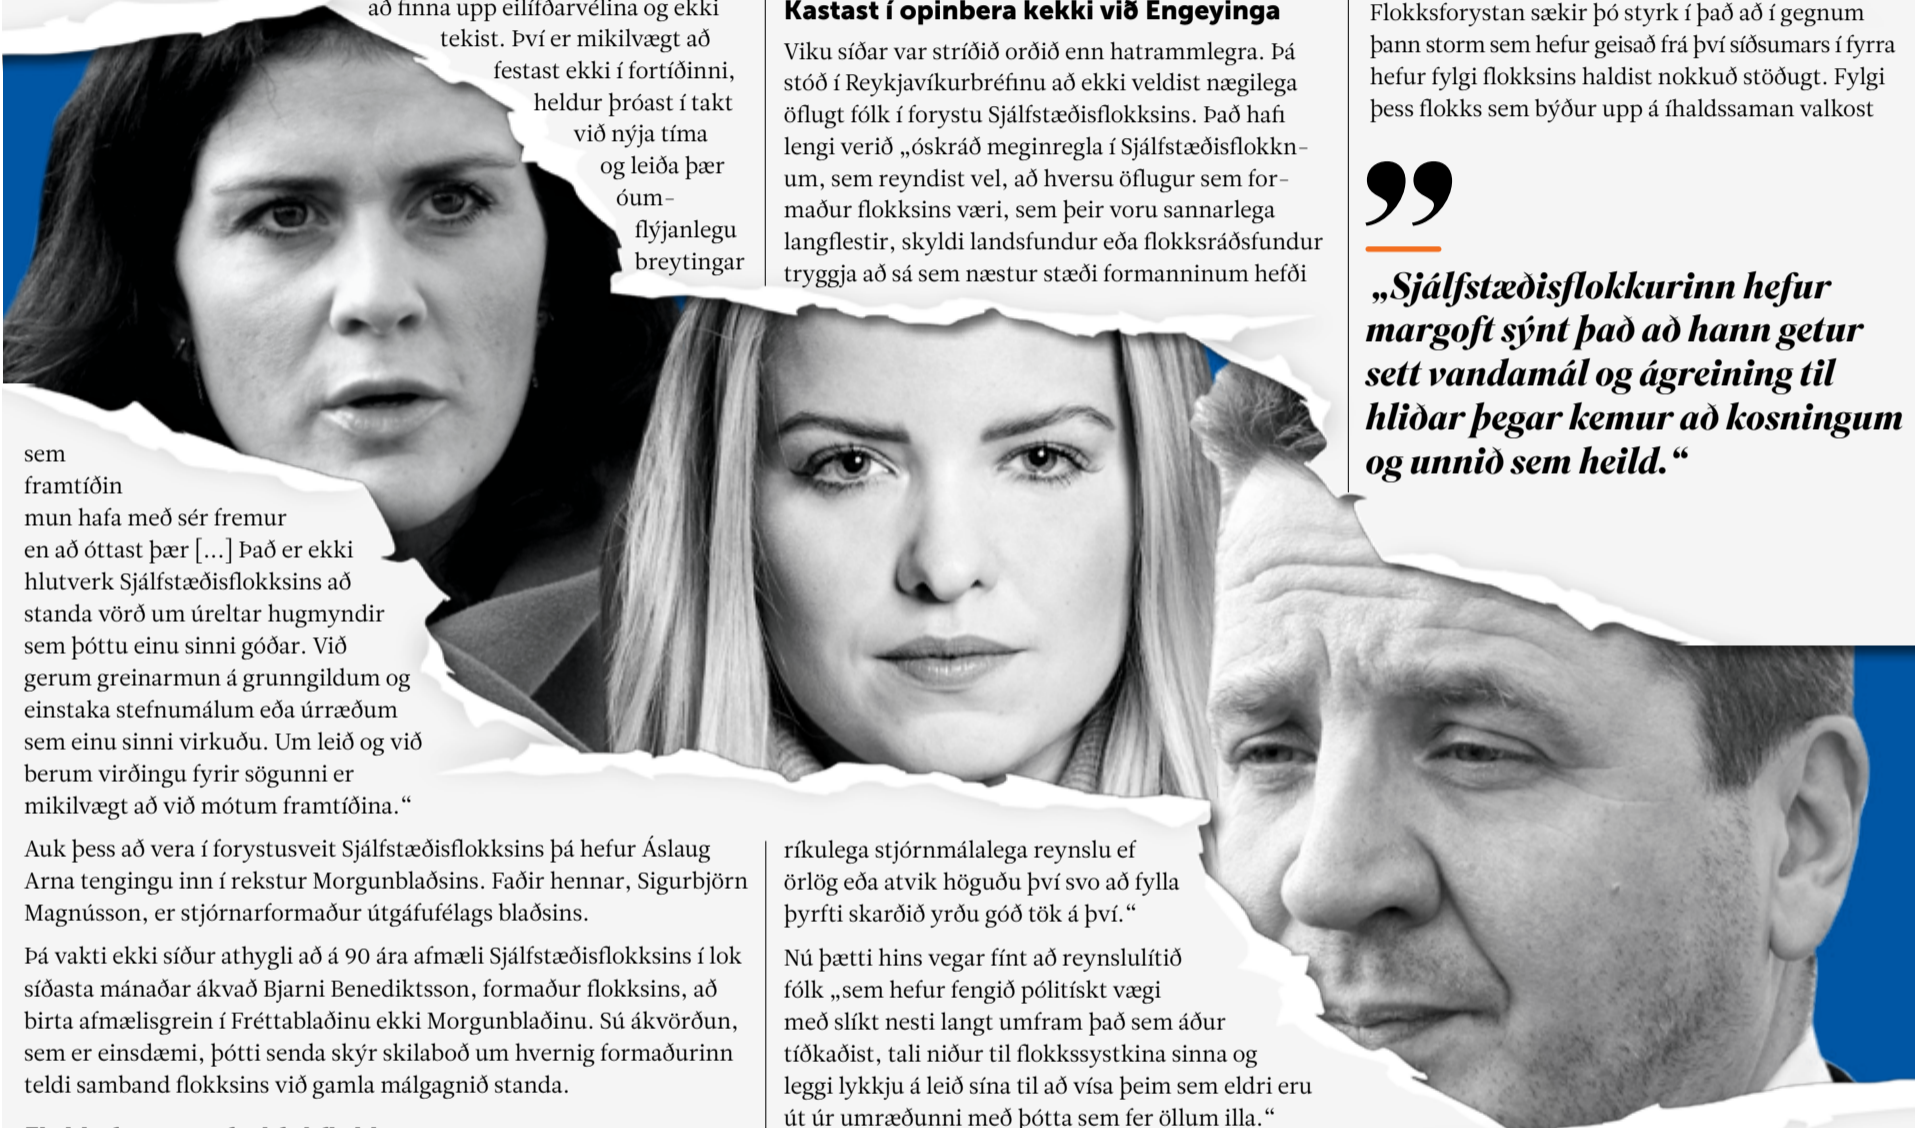 að finna upp eilífðarvélina og ekki
tekist. Því er mikilvægt að
festast ekki í fortíðinni,
heldur þróast í takt
við nýja tíma
og leiða þær
óum-
flýjanlegu
breytingar
sem
framtíðin
mun hafa með sér fremur
en að óttast þær [...] Það er ekki
hlutverk Sjálfstæðisflokksins að
standa vörð um úreltar hugmyndir
sem þóttu einu sinni góðar. Við
gerum greinarmun á grunngildum og
einstaka stefnumálum eða úrræðum
sem einu sinni virkuðu. Um leið og við
berum virðingu fyrir sögunni er
mikilvægt að við mótum framtíðina.“
Auk þess að vera í forystusveit Sjálfstæðisflokksins þá hefur Áslaug
Arna tengingu inn í rekstur Morgunblaðsins. Faðir hennar, Sigurbjörn
Magnússon, er stjórnarformaður útgáfufélags blaðsins.
Þá vakti ekki síður athygli að á 90 ára afmæli Sjálfstæðisflokksins í lok
síðasta mánaðar ákvað Bjarni Benediktsson, formaður flokksins, að
birta afmælisgrein í Fréttablaðinu ekki Morgunblaðinu. Sú ákvörðun,
sem er einsdæmi, þótti senda skýr skilaboð um hvernig formaðurinn
teldi samband flokksins við gamla málgagnið standa.
Kastast í opinbera kekki við Engeyinga
Viku síðar var stríðið orðið enn hatrammlegra. Þá
stóð í Reykjavíkurbréfinu að ekki veldist nægilega
öflugt fólk í forystu Sjálfstæðisflokksins. Það hafi
lengi verið „óskráð meginregla í Sjálfstæðisflokkn-
um, sem reyndist vel, að hversu öflugur sem for-
maður flokksins væri, sem þeir voru sannarlega
langflestir, skyldi landsfundur eða flokksráðsfundur
tryggja að sá sem næstur stæði formanninum hefði
ríkulega stjórnmálalega reynslu ef
örlög eða atvik höguðu því svo að fylla
þyrfti skarðið yrðu góð tök á því.“
Nú þætti hins vegar fínt að reynslulítið
fólk „sem hefur fengið pólitískt vægi
með slíkt nesti langt umfram það sem áður
tíðkaðist, tali niður til flokkssystkina sinna og
leggi lykkju á leið sína til að vísa þeim sem eldri eru
út úr umræðunni með þótta sem fer öllum illa.“
Flokksforystan sækir þó styrk í það að í gegnum
þann storm sem hefur geisað frá því síðsumars í fyrra
hefur fylgi flokksins haldist nokkuð stöðugt. Fylgi
þess flokks sem býður upp á íhaldssaman valkost
”
„Sjálfstæðisflokkurinn hefur
margoft sýnt það að hann getur
sett vandamál og ágreining til
hliðar þegar kemur að kosningum
og unnið sem heild.“